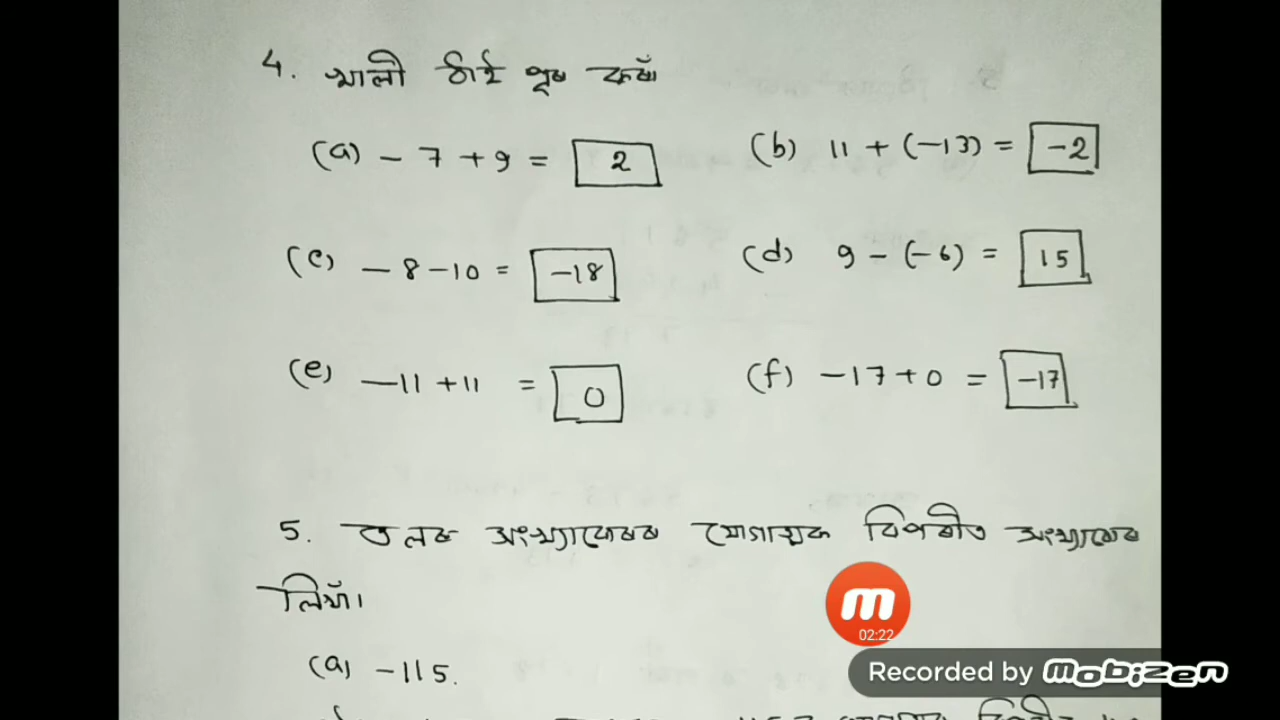 4. খালী ঠাই পূৰ কৰাঁ
(a) - 7 + 9 = 2 (b) 11 + (-13) = -2
(c) - 8 - 10 = -18 (d) 9 - (-6) = 15
(e) - 11 + 11 = 0 (f) - 17 + 0 = -17
5. তলৰ সংখ্যাবোৰৰ যোগাত্মক বিপৰীত সংখ্যাবোৰ
লিখাঁ।
(a) - 115.
02:22
Recorded by Mobizen